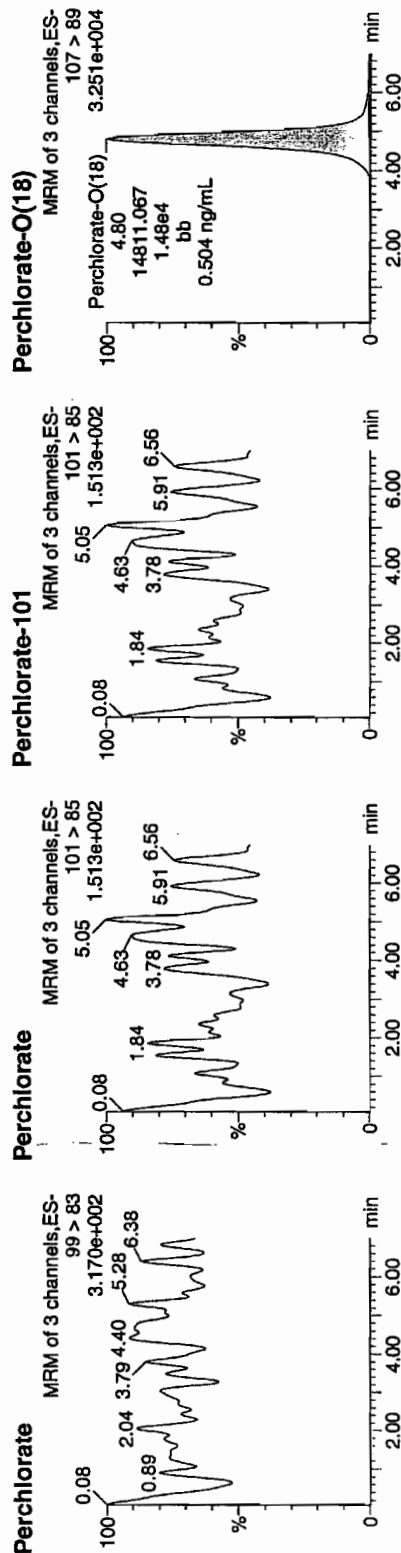 Perchlorate
MRM of 3 channels,ES-
99 > 83
3.170e+002
100
0.08
0.89
2.04
3.79
4.40
5.28
6.38
%
0
2.00
4.00
6.00
min
Perchlorate
MRM of 3 channels,ES-
101 > 85
1.513e+002
100
0.08
1.84
3.78
4.63
5.05
5.91
6.56
%
0
2.00
4.00
6.00
min
Perchlorate-101
MRM of 3 channels,ES-
101 > 85
1.513e+002
100
0.08
1.84
3.78
4.63
5.05
5.91
6.56
%
0
2.00
4.00
6.00
min
Perchlorate-O(18)
MRM of 3 channels,ES-
107 > 89
3.251e+004
100
Perchlorate-O(18)
4.80
14811.067
1.48e4
bb
0.504 ng/mL
%
0
2.00
4.00
6.00
min